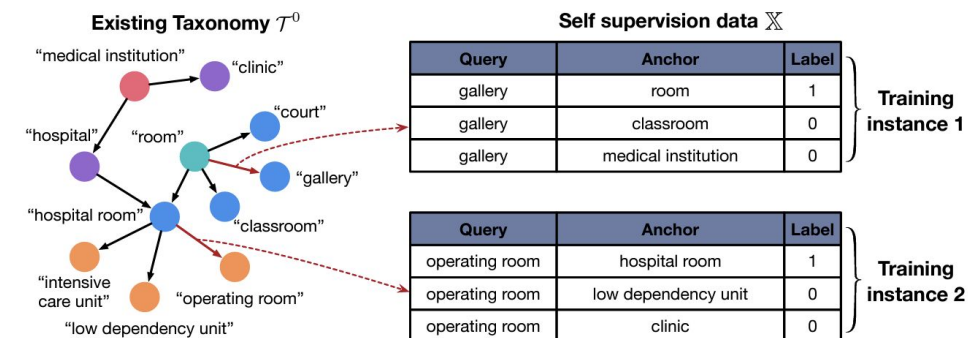 Existing Taxonomy 𝒯⁰
"medical institution"
"clinic"
"hospital"
"room"
"court"
"gallery"
"hospital room"
"classroom"
"intensive
care unit"
"operating room"
"low dependency unit"
Self supervision data 𝕏
Query Anchor Label
gallery room 1
gallery classroom 0
gallery medical institution 0
Training
instance 1
Query Anchor Label
operating room hospital room 1
operating room low dependency unit 0
operating room clinic 0
Training
instance 2